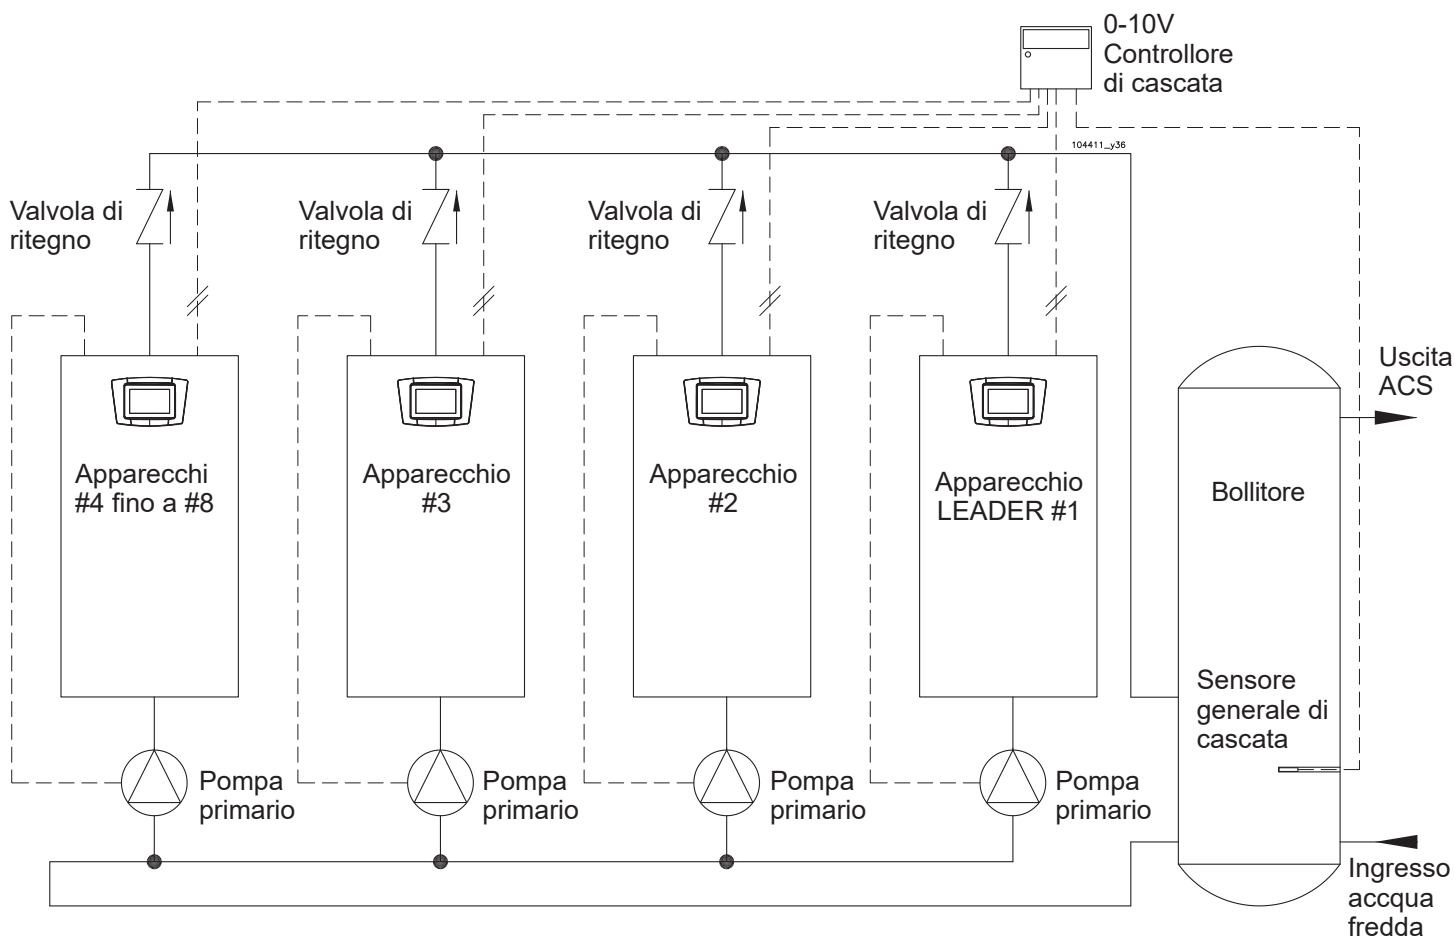 0-10V
Controllore
di cascata
104411_y36
Valvola di
ritegno
Valvola di
ritegno
Valvola di
ritegno
Valvola di
ritegno
Apparecchi
#4 fino a #8
Apparecchio
#3
Apparecchio
#2
Apparecchio
LEADER #1
Uscita
ACS
Bollitore
Sensore
generale di
cascata
Pompa
primario
Pompa
primario
Pompa
primario
Pompa
primario
Ingresso
accqua
fredda